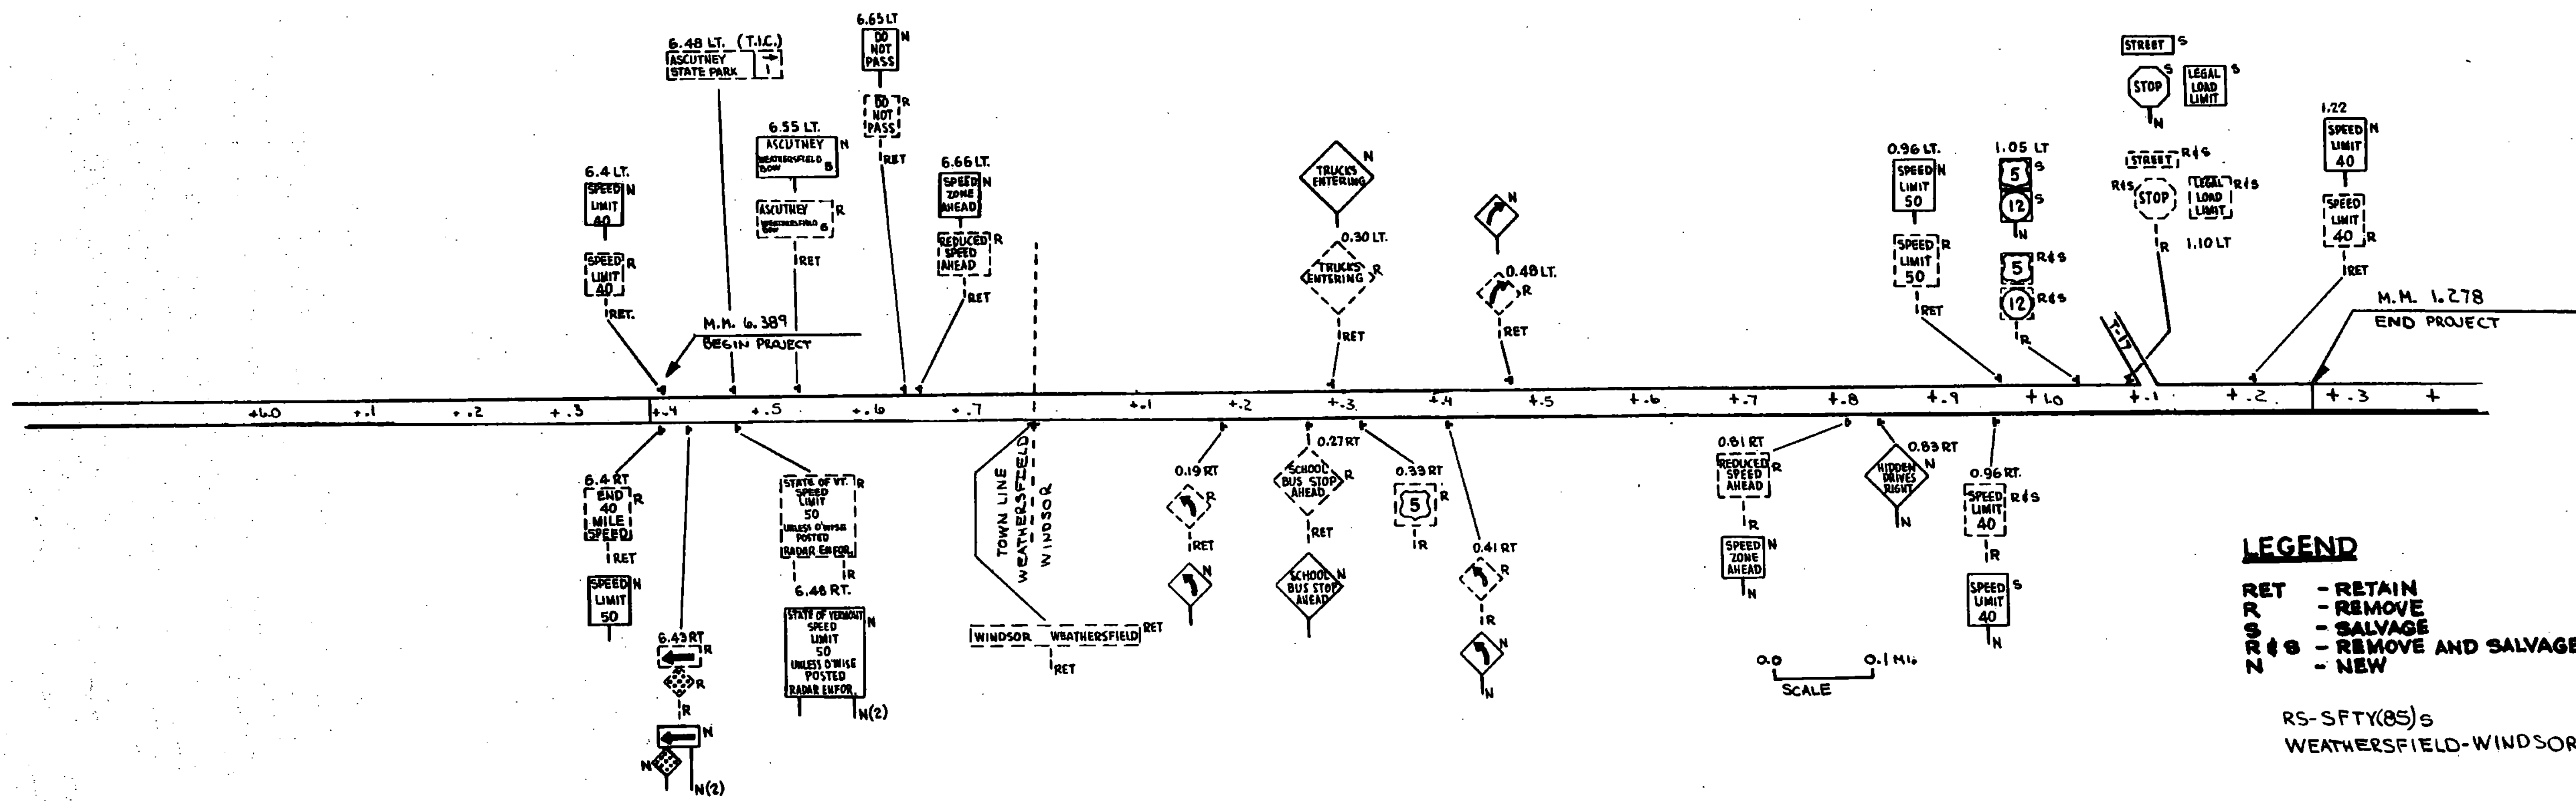 6.4 LT.
SPEED N
LIMIT
40
SPEED R
LIMIT
40
RET.
6.48 LT. (T.I.C.)
ASCUTNEY
STATE PARK
6.55 LT.
ASCUTNEY N
WEATHERSFIELD
BOW 5
ASCUTNEY R
WEATHERSFIELD
BOW 6
RET
6.65 LT
DO N
NOT
PASS
DO R
NOT
PASS
RET
6.66 LT.
SPEED N
ZONE
AHEAD
REDUCED R
SPEED
AHEAD
RET
M.M. 6.389
BEGIN PROJECT
N
TRUCKS
ENTERING
0.30 LT.
TRUCKS R
ENTERING
RET
N
0.48 LT.
R
RET
0.96 LT.
SPEED N
LIMIT
50
SPEED R
LIMIT
50
RET
1.05 LT
5 S
12 S
N
5 R&S
12 R&S
R
STREET S
STOP S
LEGAL S
LOAD
LIMIT
N
STREET R&S
R&S STOP
LEGAL R&S
LOAD
LIMIT
R 1.10 LT
T-17
1.22
SPEED N
LIMIT
40
SPEED
LIMIT
40 R
RET
M.M. 1.278
END PROJECT
+6.0 +.1 +.2 +.3 +.4 +.5 +.6 +.7 +.1 +.2 +.3 +.4 +.5 +.6 +.7 +.8 +.9 +1.0 +.1 +.2 +.3 +
6.4 RT
END R
40
MILE
SPEED
RET
SPEED N
LIMIT
50
6.43 RT
R
R
R
N
N
N(2)
STATE OF VT. R
SPEED
LIMIT
50
UNLESS O'WISE
POSTED
RADAR ENFOR.
R
6.48 RT.
STATE OF VERMONT N
SPEED
LIMIT
50
UNLESS O'WISE
POSTED
RADAR ENFOR.
N(2)
TOWN LINE
WEATHERSFIELD
WINDSOR
WINDSOR WEATHERSFIELD RET
RET
0.19 RT
R
RET
N
0.27 RT
SCHOOL R
BUS STOP
AHEAD
RET
SCHOOL N
BUS STOP
AHEAD
0.33 RT
5 R
R
0.41 RT
R
R
N
N
0.81 RT
REDUCED R
SPEED
AHEAD
R
SPEED N
ZONE
AHEAD
N
0.83 RT
HIDDEN N
DRIVES
RIGHT
N
0.96 RT.
SPEED R&S
LIMIT
40
R
SPEED S
LIMIT
40
N
0.0 0.1 MI.
SCALE
LEGEND
RET - RETAIN
R - REMOVE
S - SALVAGE
R & S - REMOVE AND SALVAGE
N - NEW
RS-SFTY(85)S
WEATHERSFIELD-WINDSOR